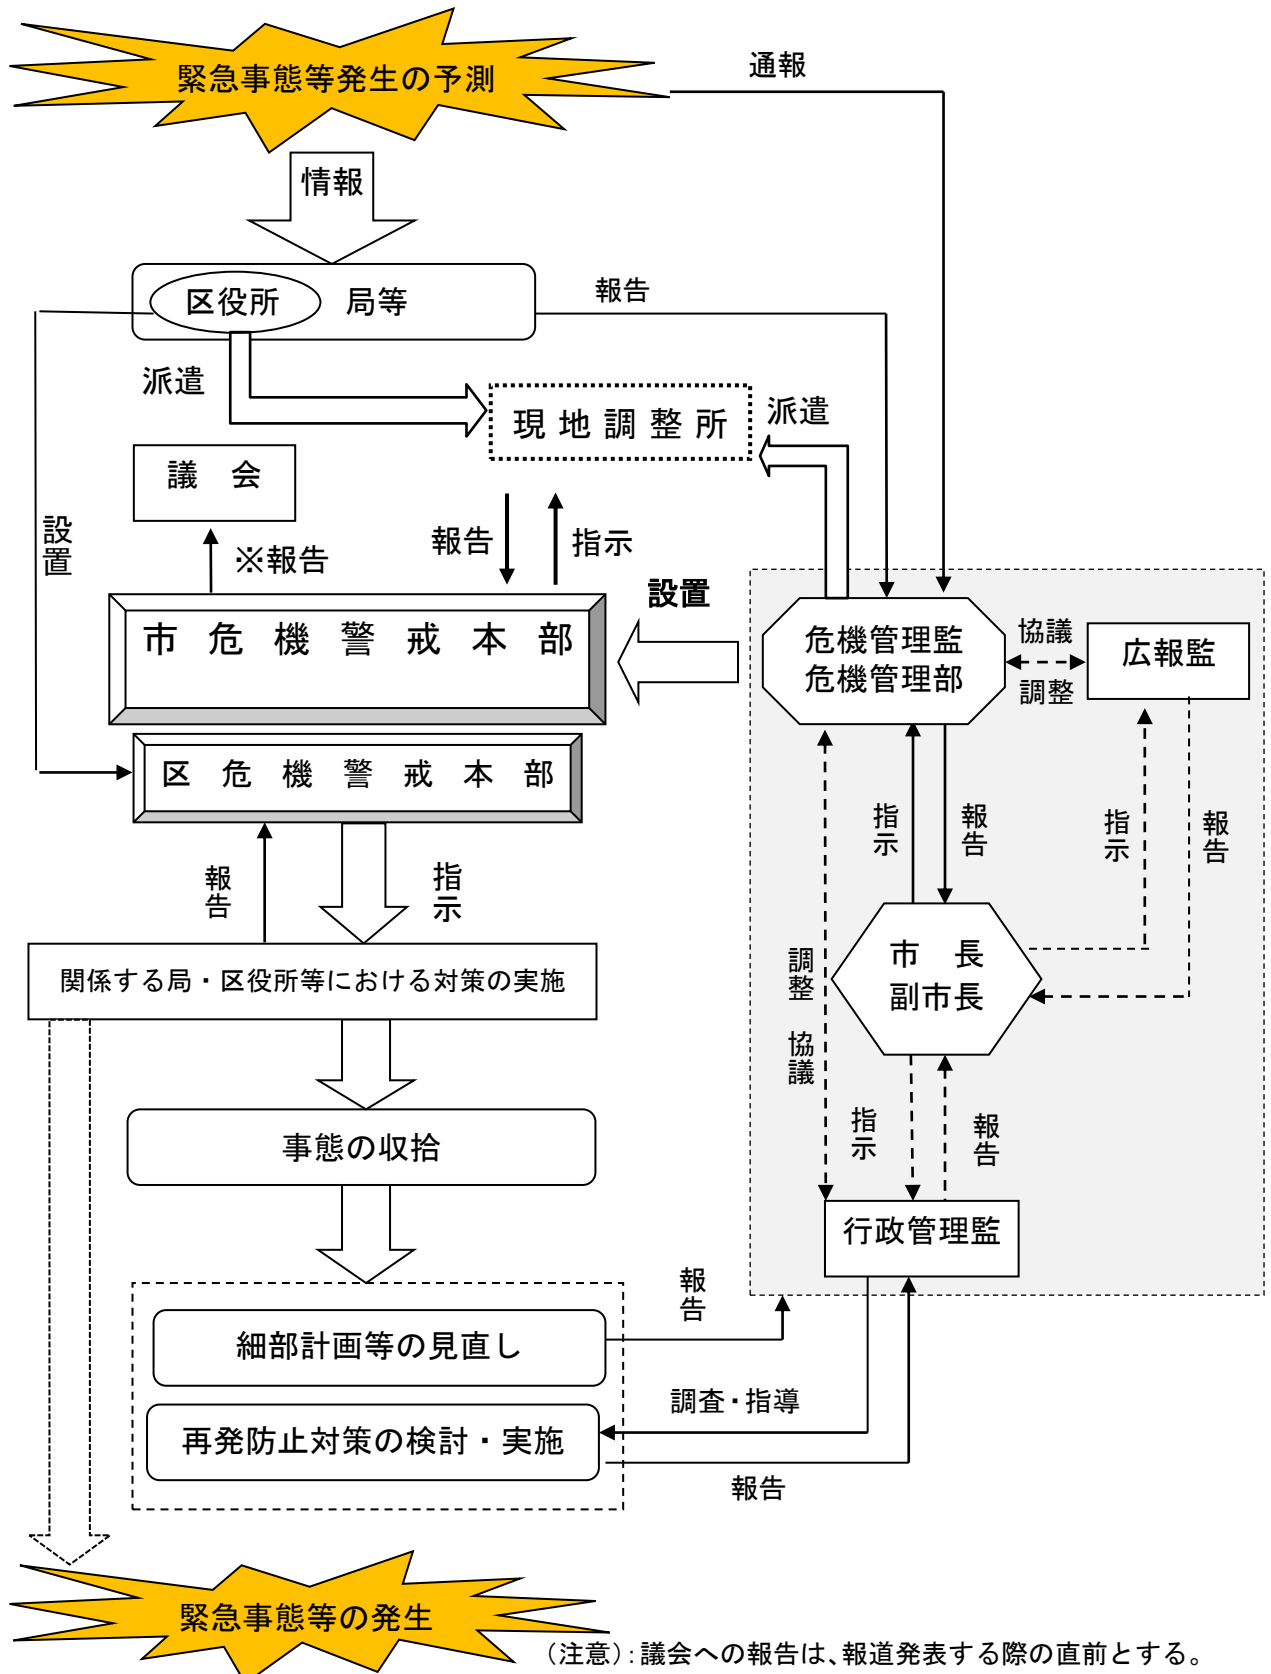 緊急事態等発生の予測
通報
情報
区役所 局等
報告
派遣
現地調整所
派遣
議 会
設置
※報告
報告
指示
設置
市危機警戒本部
危機管理監
危機管理部
協議
調整
広報監
区危機警戒本部
指示
報告
指示
報告
報告
指示
市 長
副市長
関係する局・区役所等における対策の実施
調整 協議
指示
報告
事態の収拾
行政管理監
報告
細部計画等の見直し
調査・指導
再発防止対策の検討・実施
報告
緊急事態等の発生
(注意):議会への報告は、報道発表する際の直前とする。